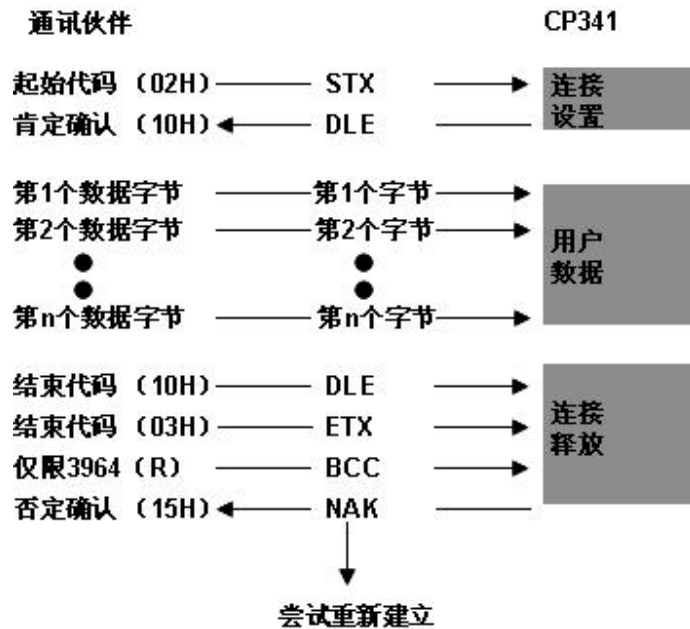 通讯伙伴 CP341
起始代码（02H） STX 连接
肯定确认（10H） DLE 设置
第1个数据字节 第1个字节
第2个数据字节 第2个字节 用户
数据
第n个数据字节 第n个字节
结束代码（10H） DLE
结束代码（03H） ETX 连接
仅限3964（R） BCC 释放
否定确认（15H） NAK
尝试重新建立